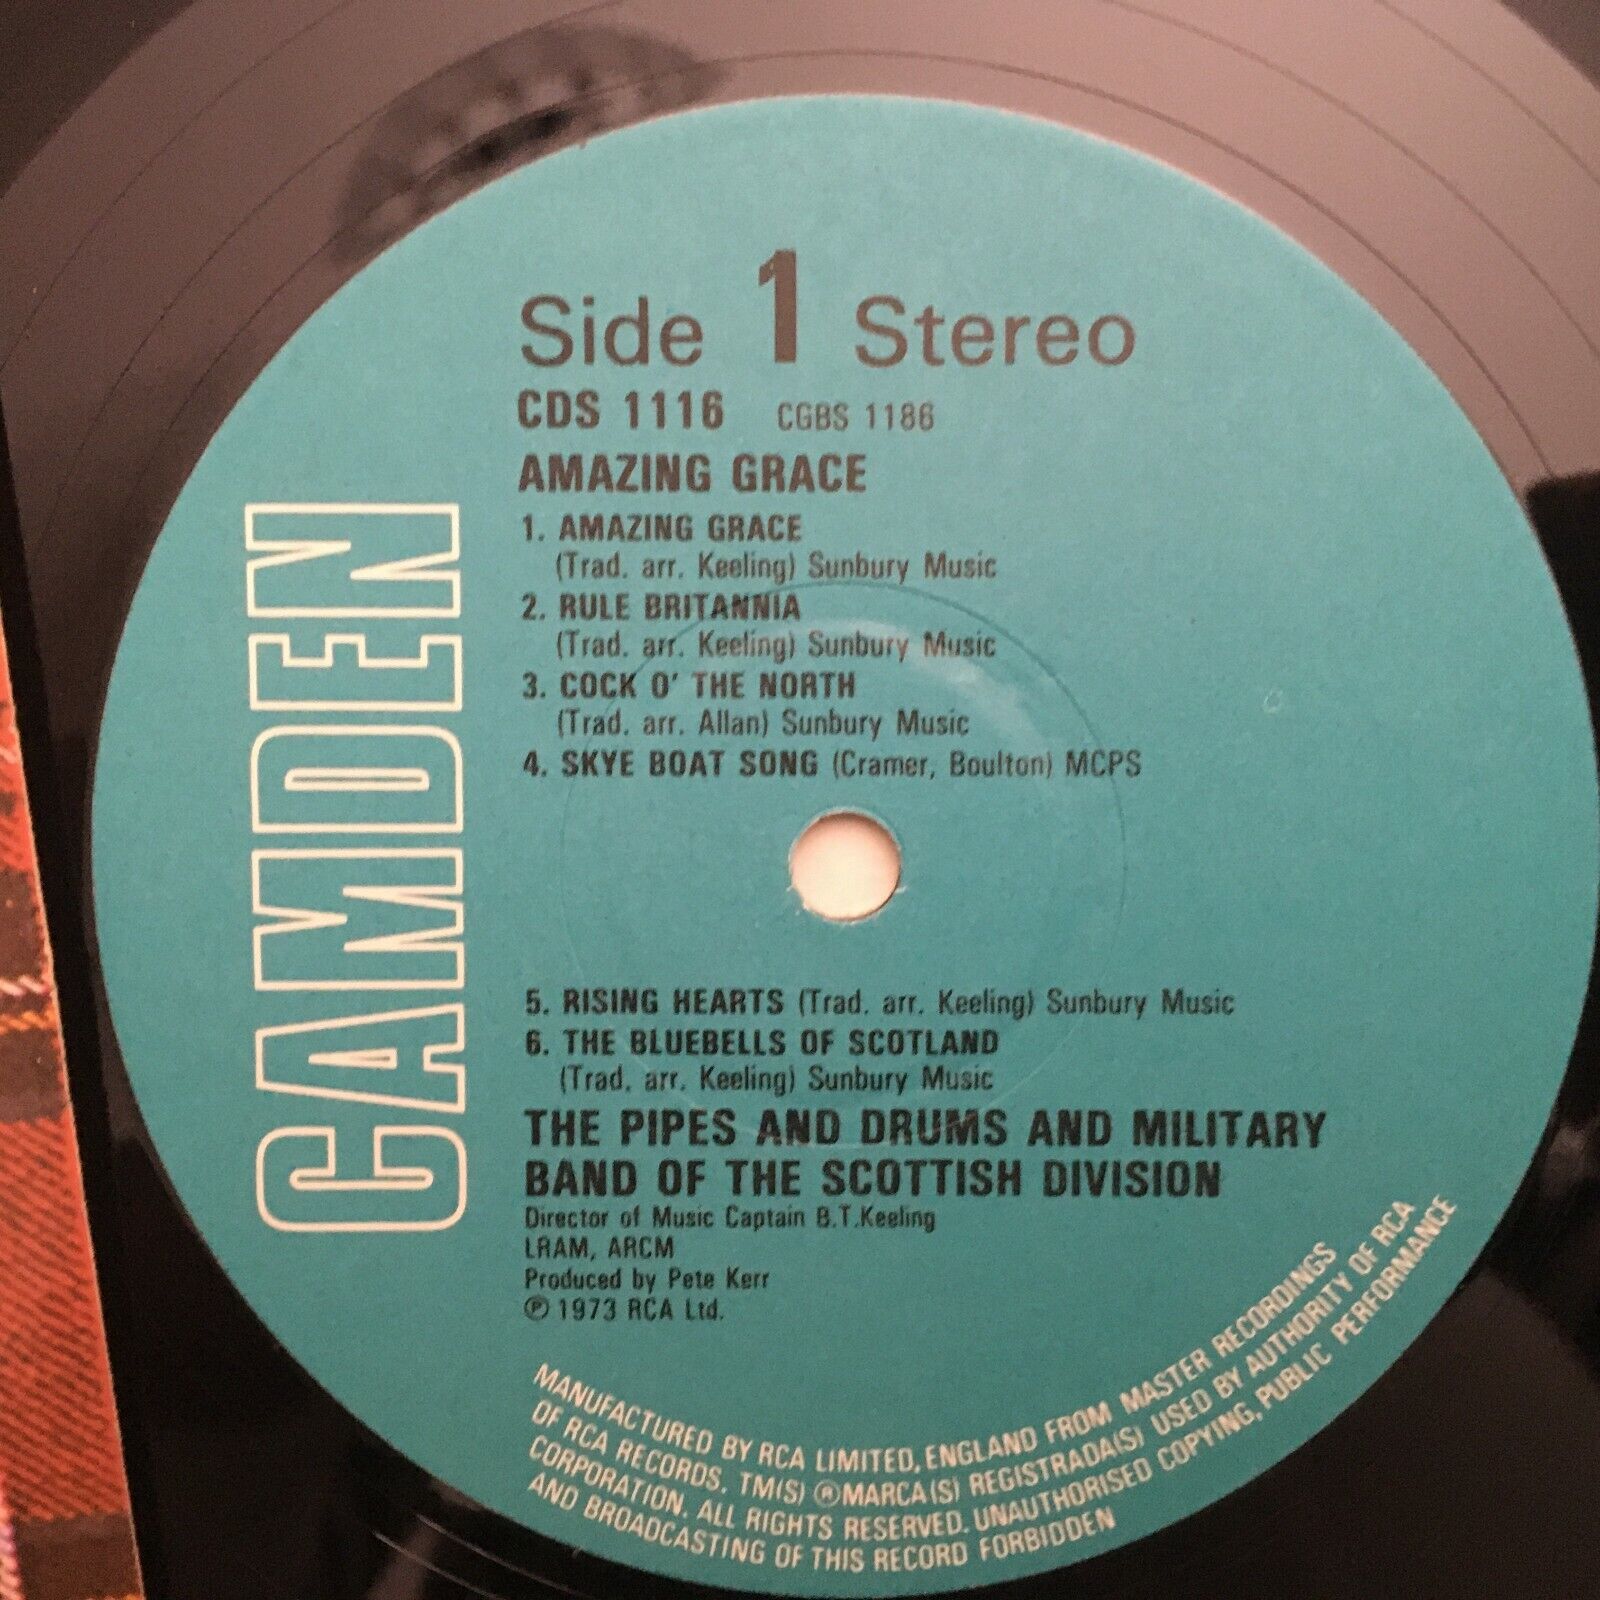 CAMDEN
Side 1 Stereo
CDS 1116 CGBS 1186
AMAZING GRACE
1. AMAZING GRACE
(Trad. arr. Keeling) Sunbury Music
2. RULE BRITANNIA
(Trad. arr. Keeling) Sunbury Music
3. COCK O' THE NORTH
(Trad. arr. Allan) Sunbury Music
4. SKYE BOAT SONG (Cramer, Boulton) MCPS
5. RISING HEARTS (Trad. arr. Keeling) Sunbury Music
6. THE BLUEBELLS OF SCOTLAND
(Trad. arr. Keeling) Sunbury Music
THE PIPES AND DRUMS AND MILITARY
BAND OF THE SCOTTISH DIVISION
Director of Music Captain B.T.Keeling
LRAM, ARCM
Produced by Pete Kerr
℗ 1973 RCA Ltd.
MANUFACTURED BY RCA LIMITED, ENGLAND FROM MASTER RECORDINGS
OF RCA RECORDS. TM(S) ® MARCA(S) REGISTRADA(S) USED BY AUTHORITY OF RCA
CORPORATION. ALL RIGHTS RESERVED. UNAUTHORISED COPYING, PUBLIC PERFORMANCE
AND BROADCASTING OF THIS RECORD FORBIDDEN